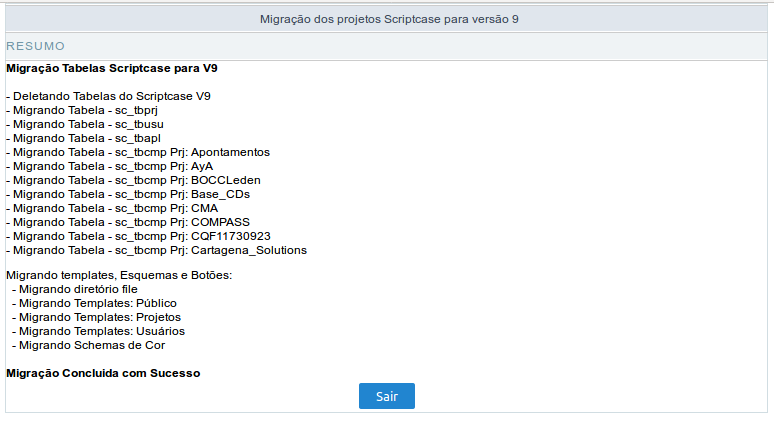 Migração dos projetos Scriptcase para versão 9
RESUMO
Migração Tabelas Scriptcase para V9
- Deletando Tabelas do Scriptcase V9
- Migrando Tabela - sc_tbprj
- Migrando Tabela - sc_tbusu
- Migrando Tabela - sc_tbapl
- Migrando Tabela - sc_tbcmp Prj: Apontamentos
- Migrando Tabela - sc_tbcmp Prj: AyA
- Migrando Tabela - sc_tbcmp Prj: BOCCLeden
- Migrando Tabela - sc_tbcmp Prj: Base_CDs
- Migrando Tabela - sc_tbcmp Prj: CMA
- Migrando Tabela - sc_tbcmp Prj: COMPASS
- Migrando Tabela - sc_tbcmp Prj: CQF11730923
- Migrando Tabela - sc_tbcmp Prj: Cartagena_Solutions
Migrando templates, Esquemas e Botões:
- Migrando diretório file
- Migrando Templates: Público
- Migrando Templates: Projetos
- Migrando Templates: Usuários
- Migrando Schemas de Cor
Migração Concluida com Sucesso
Sair